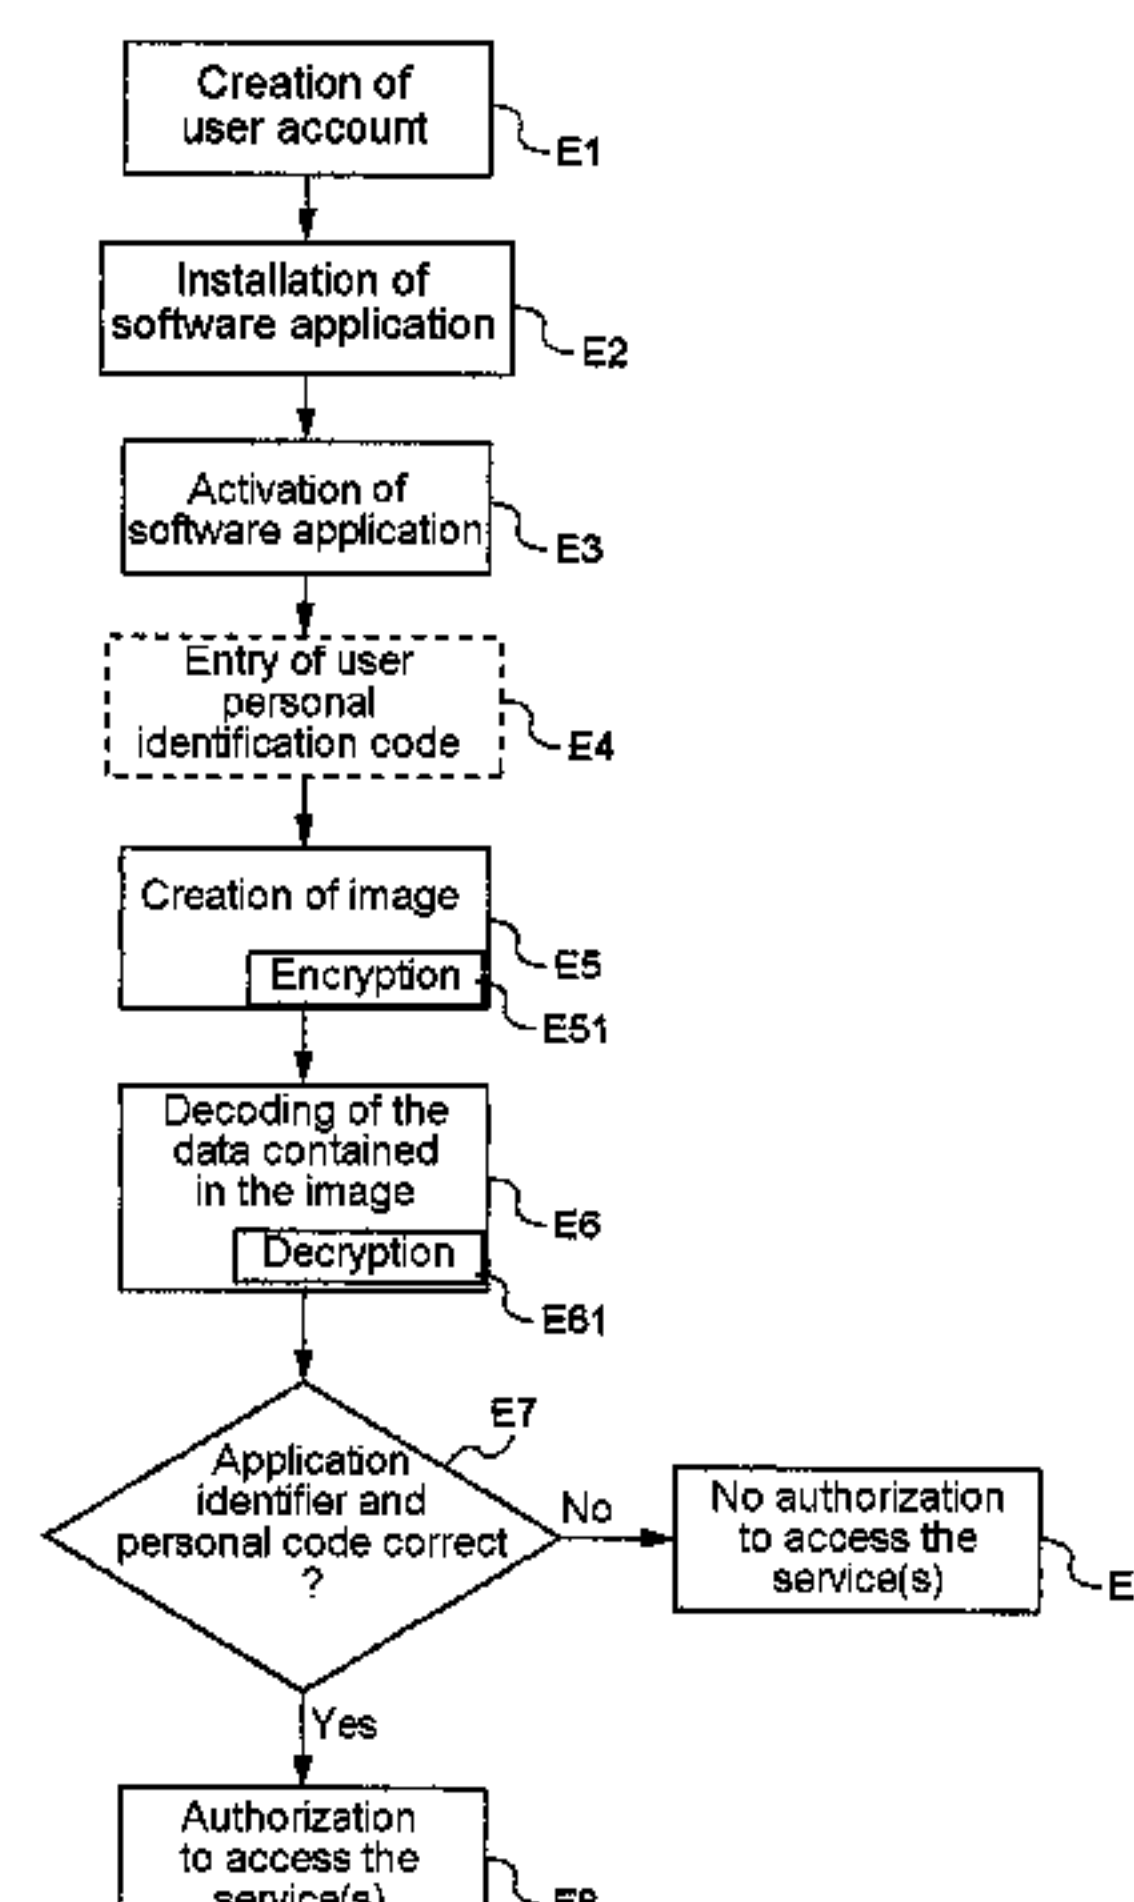 Creation of
user account
E1
Installation of
software application
E2
Activation of
software application
E3
Entry of user
personal
identification code
E4
Creation of image
E5
Encryption
E51
Decoding of the
data contained
in the image
E6
Decryption
E61
E7
Application
identifier and
personal code correct
?
No
No authorization
to access the
service(s)
E
Yes
Authorization
to access the
service(s)